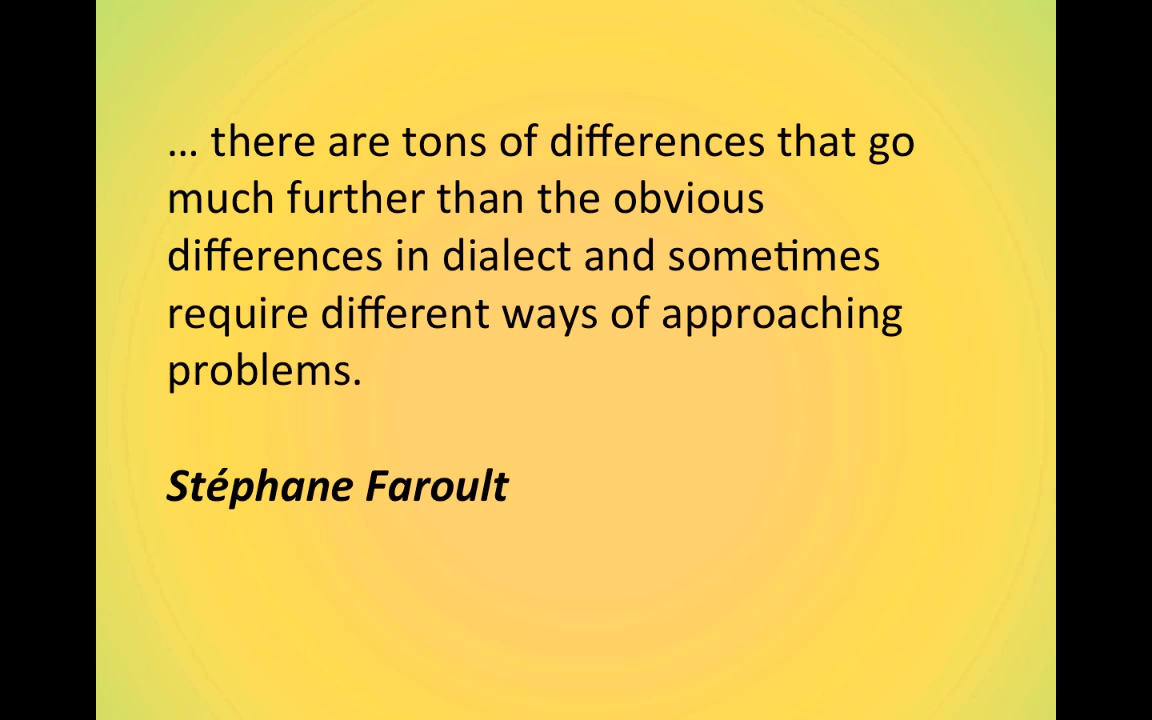 … there are tons of differences that go
much further than the obvious
differences in dialect and sometimes
require different ways of approaching
problems.
Stéphane Faroult